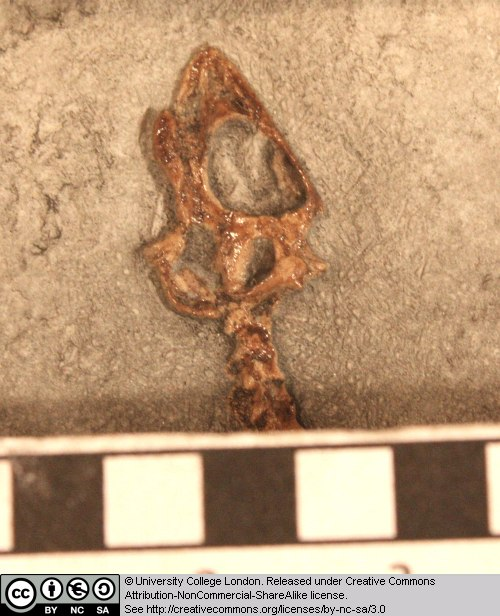 © University College London. Released under Creative Commons
Attribution-NonCommercial-ShareAlike license.
See http://creativecommons.org/licenses/by-nc-sa/3.0
cc
BY NC SA